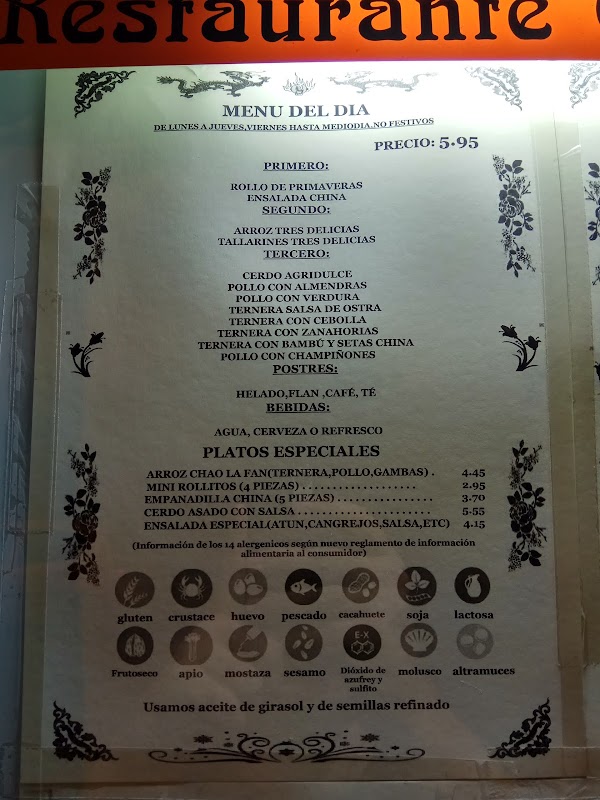 Restaurante
MENU DEL DIA
DE LUNES A JUEVES,VIERNES HASTA MEDIODIA.NO FESTIVOS
PRECIO: 5.95
PRIMERO:
ROLLO DE PRIMAVERAS
ENSALADA CHINA
SEGUNDO:
ARROZ TRES DELICIAS
TALLARINES TRES DELICIAS
TERCERO:
CERDO AGRIDULCE
POLLO CON ALMENDRAS
POLLO CON VERDURA
TERNERA SALSA DE OSTRA
TERNERA CON CEBOLLA
TERNERA CON ZANAHORIAS
TERNERA CON BAMBÚ Y SETAS CHINA
POLLO CON CHAMPIÑONES
POSTRES:
HELADO,FLAN ,CAFÉ, TÉ
BEBIDAS:
AGUA, CERVEZA O REFRESCO
PLATOS ESPECIALES
ARROZ CHAO LA FAN(TERNERA,POLLO,GAMBAS) . 4.45
MINI ROLLITOS (4 PIEZAS) . . . . . . . . . . . . . . . . . . . 2.95
EMPANADILLA CHINA (5 PIEZAS) . . . . . . . . . . . . . . . . 3.70
CERDO ASADO CON SALSA . . . . . . . . . . . . . . . . . . . . . . 5.55
ENSALADA ESPECIAL(ATUN,CANGREJOS,SALSA,ETC) 4.15
(Información de los 14 alergenicos según nuevo reglamento de información
alimentaria al consumidor)
gluten crustace huevo pescado cacahuete soja lactosa
E-X
Frutoseco apio mostaza sesamo Dióxido de molusco altramuces
azufrey y
sulfito
Usamos aceite de girasol y de semillas refinado